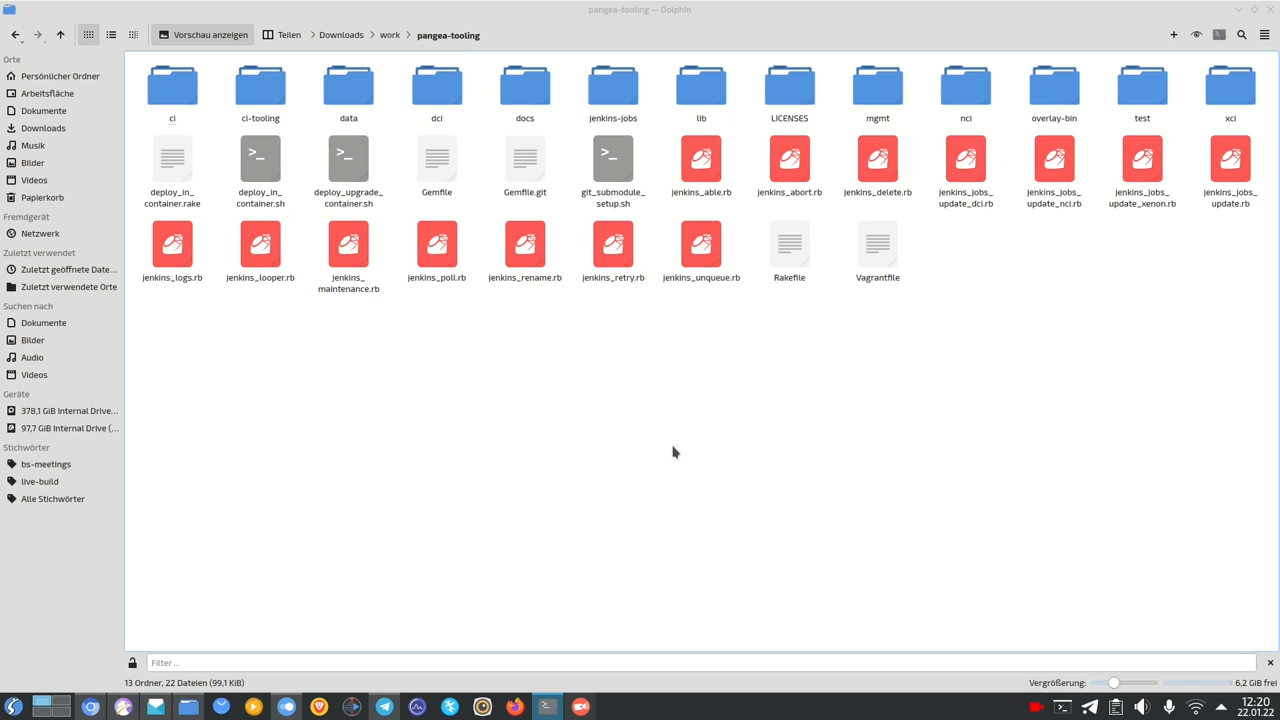 pangea-tooling — Dolphin
Vorschau anzeigen
Teilen
Downloads
work
pangea-tooling
Orte
Persönlicher Ordner
Arbeitsfläche
Dokumente
Downloads
Musik
Bilder
Videos
Papierkorb
Fremdgerät
Netzwerk
Zuletzt verwendet
Zuletzt geöffnete Date...
Zuletzt verwendete Orte
Suchen nach
Dokumente
Bilder
Audio
Videos
Geräte
378,1 GiB Internal Drive...
97,7 GiB Internal Drive (...
Stichwörter
bs-meetings
live-build
Alle Stichwörter
ci
ci-tooling
data
dci
docs
jenkins-jobs
lib
LICENSES
mgmt
nci
overlay-bin
test
xci
deploy_in_
container.rake
deploy_in_
container.sh
deploy_upgrade_
container.sh
Gemfile
Gemfile.git
git_submodule_
setup.sh
jenkins_able.rb
jenkins_abort.rb
jenkins_delete.rb
jenkins_jobs_
update_dci.rb
jenkins_jobs_
update_nci.rb
jenkins_jobs_
update_xenon.rb
jenkins_jobs_
update.rb
jenkins_logs.rb
jenkins_looper.rb
jenkins_
maintenance.rb
jenkins_poll.rb
jenkins_rename.rb
jenkins_retry.rb
jenkins_unqueue.rb
Rakefile
Vagrantfile
Filter ...
13 Ordner, 22 Dateien (99,1 KiB)
Vergrößerung:
6,2 GiB frei
12:20
22.01.22